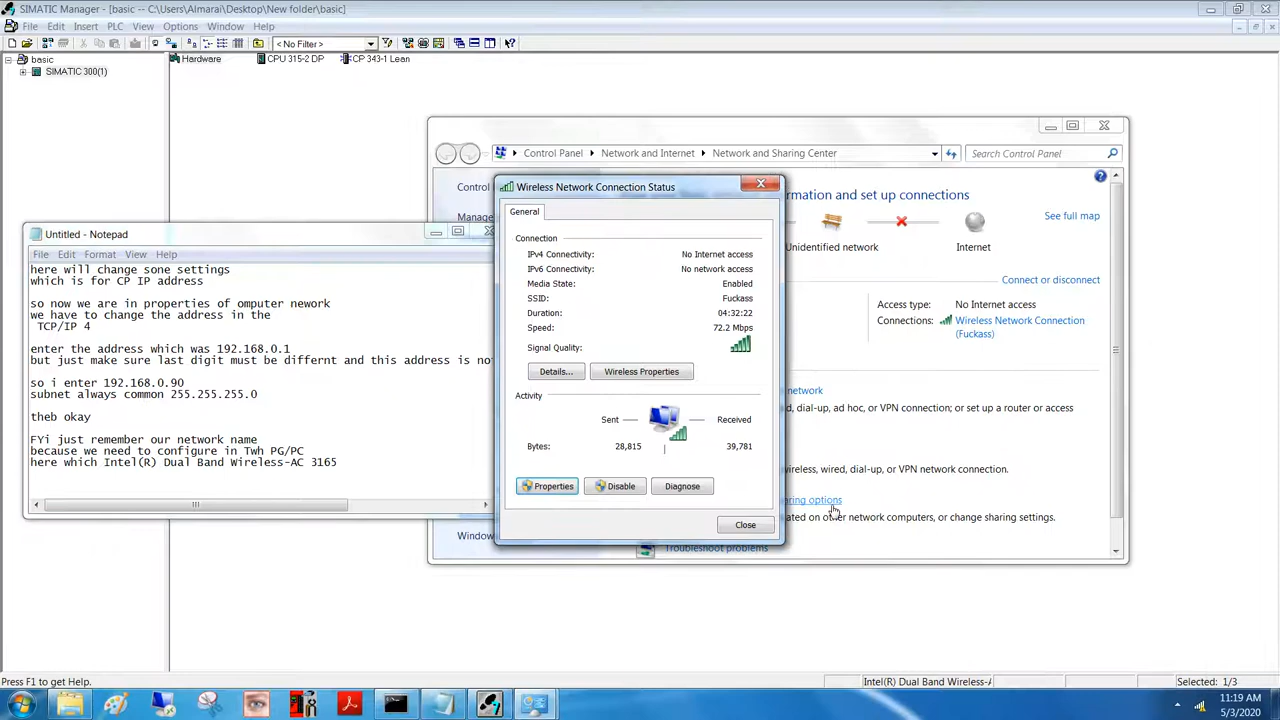 SIMATIC Manager - [basic -- C:\Users\Almarai\Desktop\New folder\basic]
File Edit Insert PLC View Options Window Help
< No Filter >
basic
SIMATIC 300(1)
Hardware
CPU 315-2 DP
CP 343-1 Lean
Control Panel Network and Internet Network and Sharing Center
Search Control Panel
Contro
Manage
Window
rmation and set up connections
See full map
Unidentified network
Internet
Connect or disconnect
Access type: No Internet access
Connections: Wireless Network Connection
(Fuckass)
network
d, dial-up, ad hoc, or VPN connection; or set up a router or access
wireless, wired, dial-up, or VPN network connection.
aring options
ated on other network computers, or change sharing settings.
Troubleshoot problems
Untitled - Notepad
File Edit Format View Help
here will change sone settings
which is for CP IP address
so now we are in properties of omputer nework
we have to change the address in the
TCP/IP 4
enter the address which was 192.168.0.1
but just make sure last digit must be differnt and this address is no
so i enter 192.168.0.90
subnet always common 255.255.255.0
theb okay
FYi just remember our network name
because we need to configure in Twh PG/PC
here which Intel(R) Dual Band Wireless-AC 3165
Wireless Network Connection Status
General
Connection
IPv4 Connectivity: No Internet access
IPv6 Connectivity: No network access
Media State: Enabled
SSID: Fuckass
Duration: 04:32:22
Speed: 72.2 Mbps
Signal Quality:
Details... Wireless Properties
Activity
Sent Received
Bytes: 28,815 39,781
Properties Disable Diagnose
Close
Press F1 to get Help.
Intel(R) Dual Band Wireless-A
Selected: 1/3
11:19 AM
5/3/2020